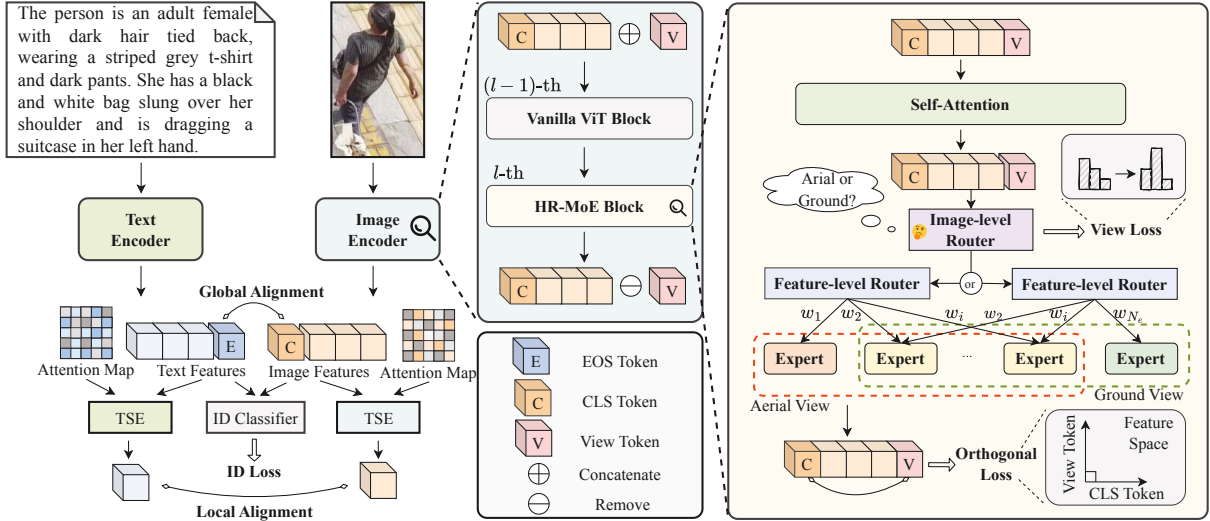 The person is an adult female
with dark hair tied back,
wearing a striped grey t-shirt
and dark pants. She has a black
and white bag slung over her
shoulder and is dragging a
suitcase in her left hand.
Text
Encoder
Image
Encoder
Global Alignment
E
C
Attention Map
Text Features
Image Features
Attention Map
TSE
ID Classifier
TSE
ID Loss
Local Alignment
C
V
(l − 1)-th
Vanilla ViT Block
l-th
HR-MoE Block
C
V
E
EOS Token
C
CLS Token
V
View Token
Concatenate
Remove
C
V
Self-Attention
C
V
Arial or
Ground?
Image-level
Router
View Loss
Feature-level Router
or
Feature-level Router
w1
w2
wi
w2
wi
wNe
Expert
Expert
...
Expert
Expert
Aerial View
Ground View
C
V
Orthogonal
Loss
View Token
Feature
Space
CLS Token